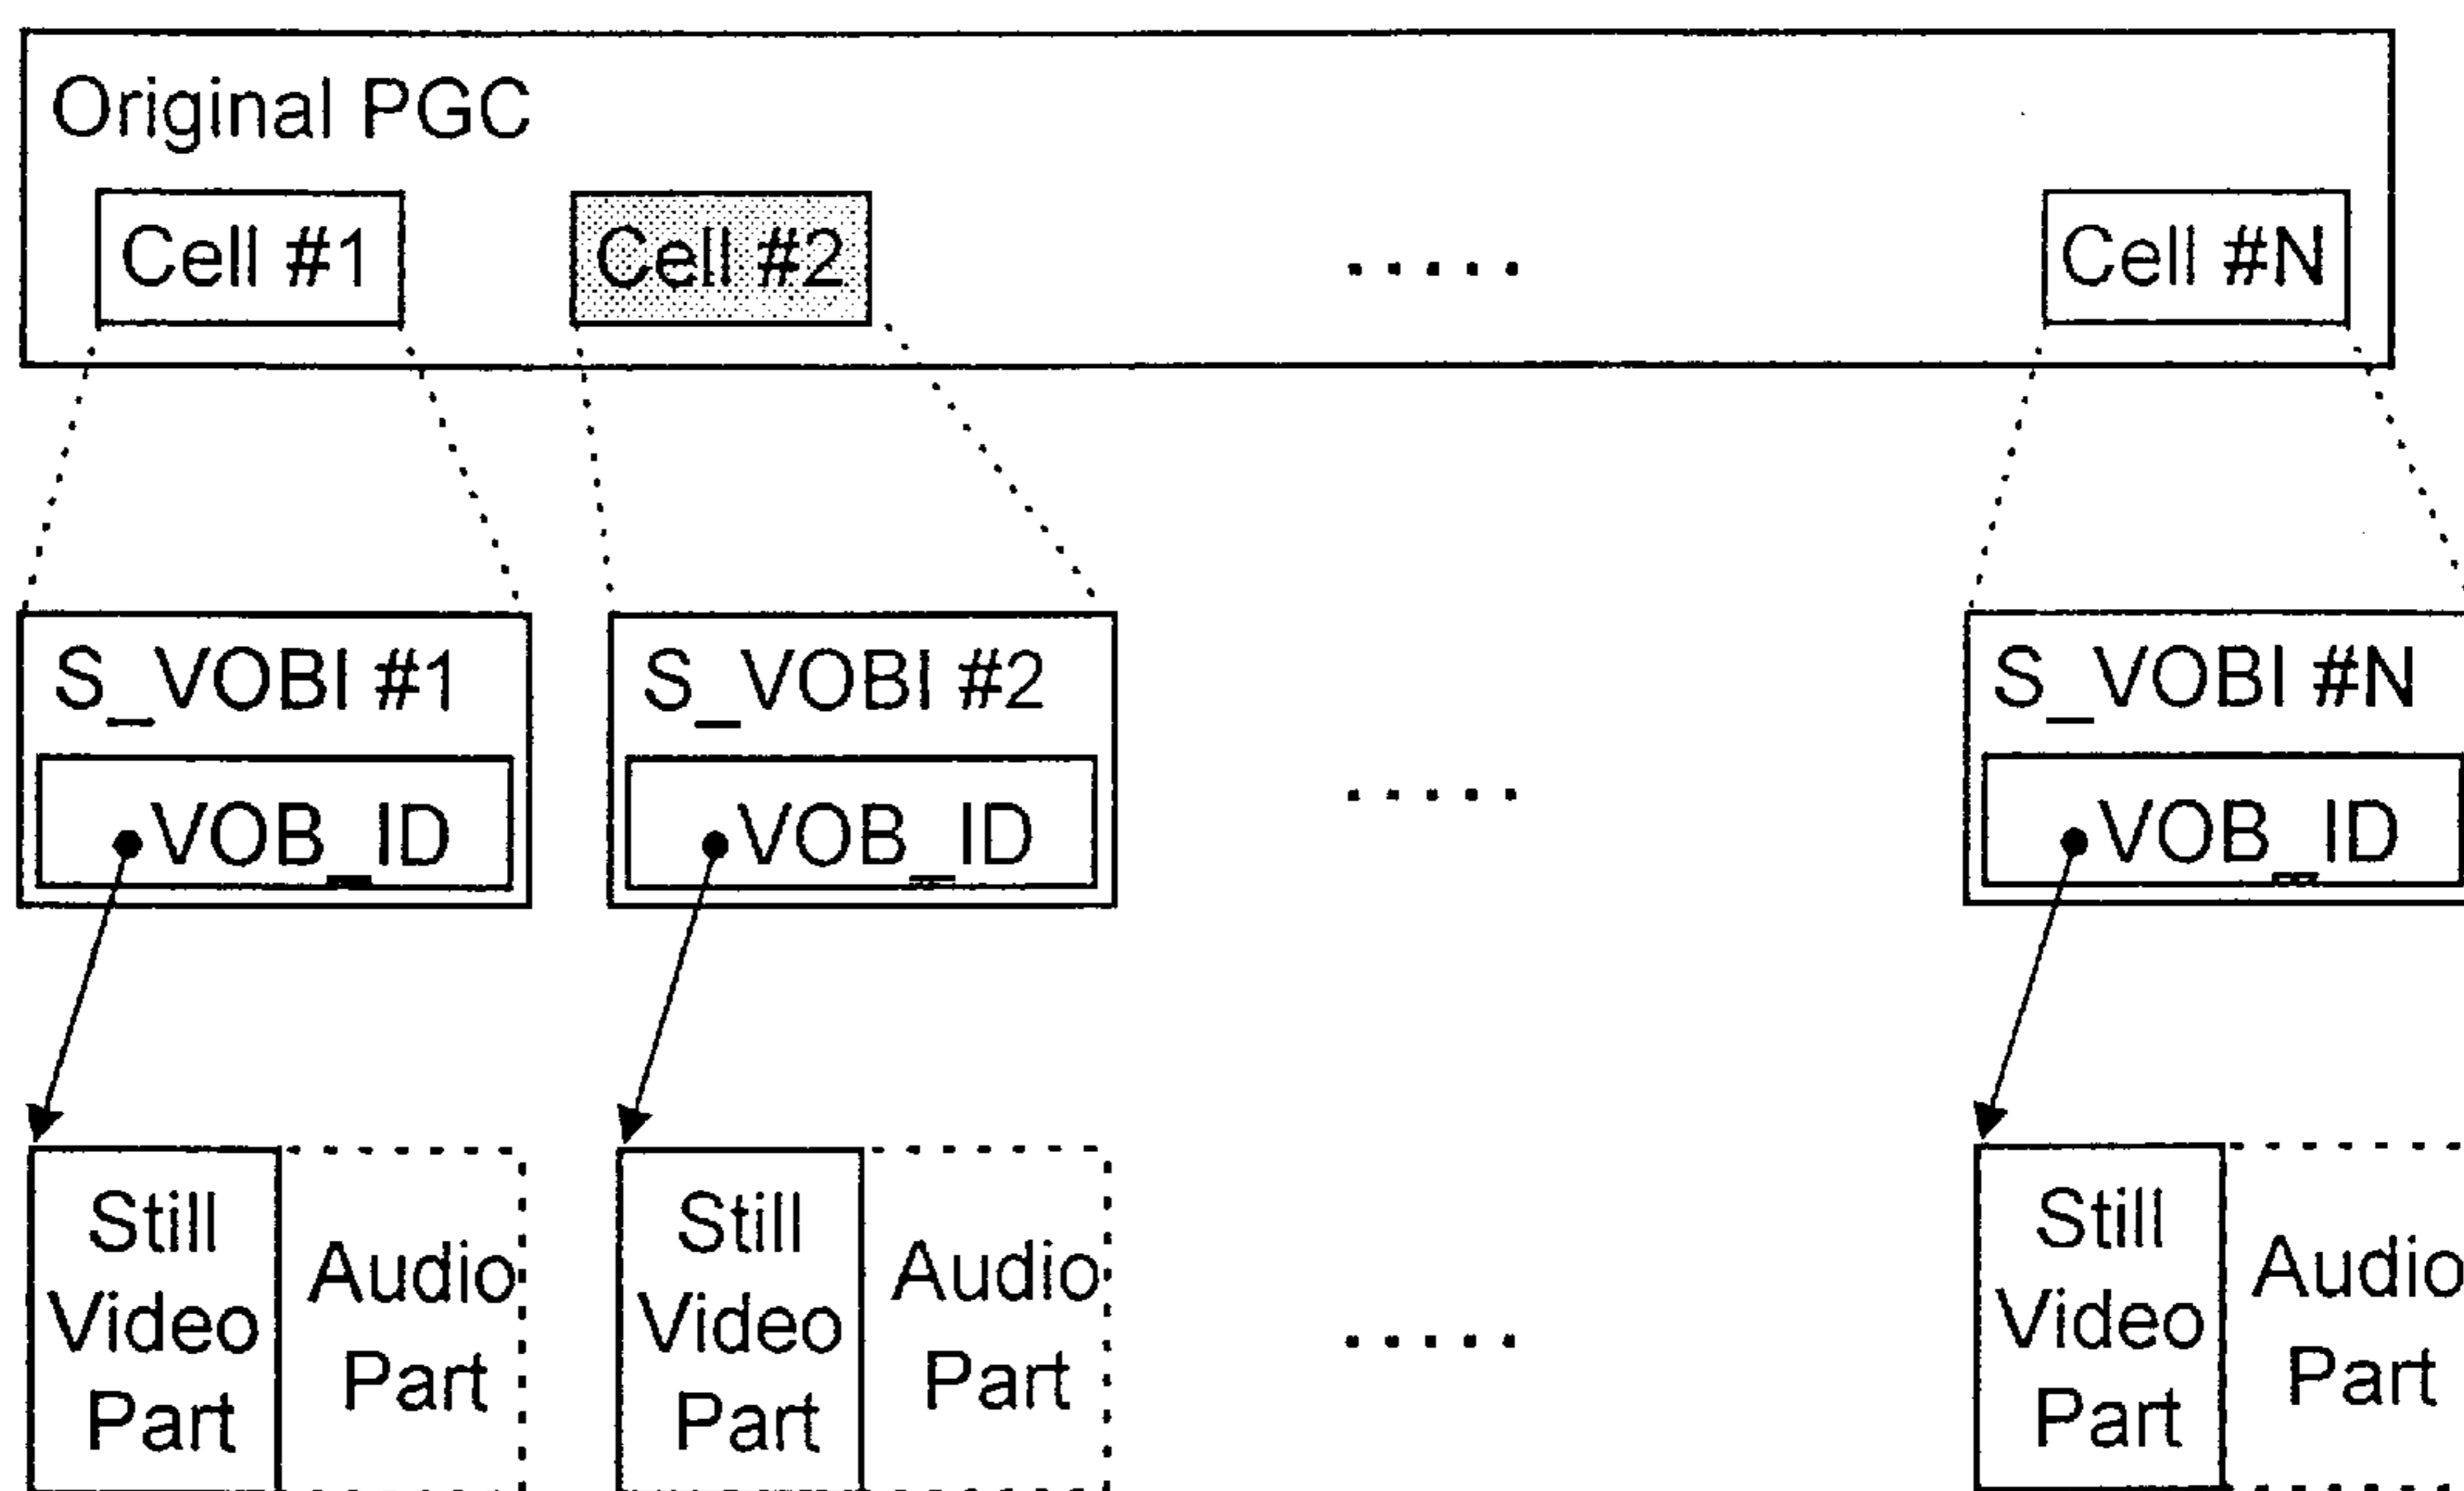 Original PGC
Cell #1
Cell #2
.....
Cell #N
S_VOBI #1
S_VOBI #2
S_VOBI #N
VOB_ID
VOB_ID
.....
VOB_ID
Still
Video
Part
Audio
Part
Still
Video
Part
Audio
Part
.....
Still
Video
Part
Audio
Part